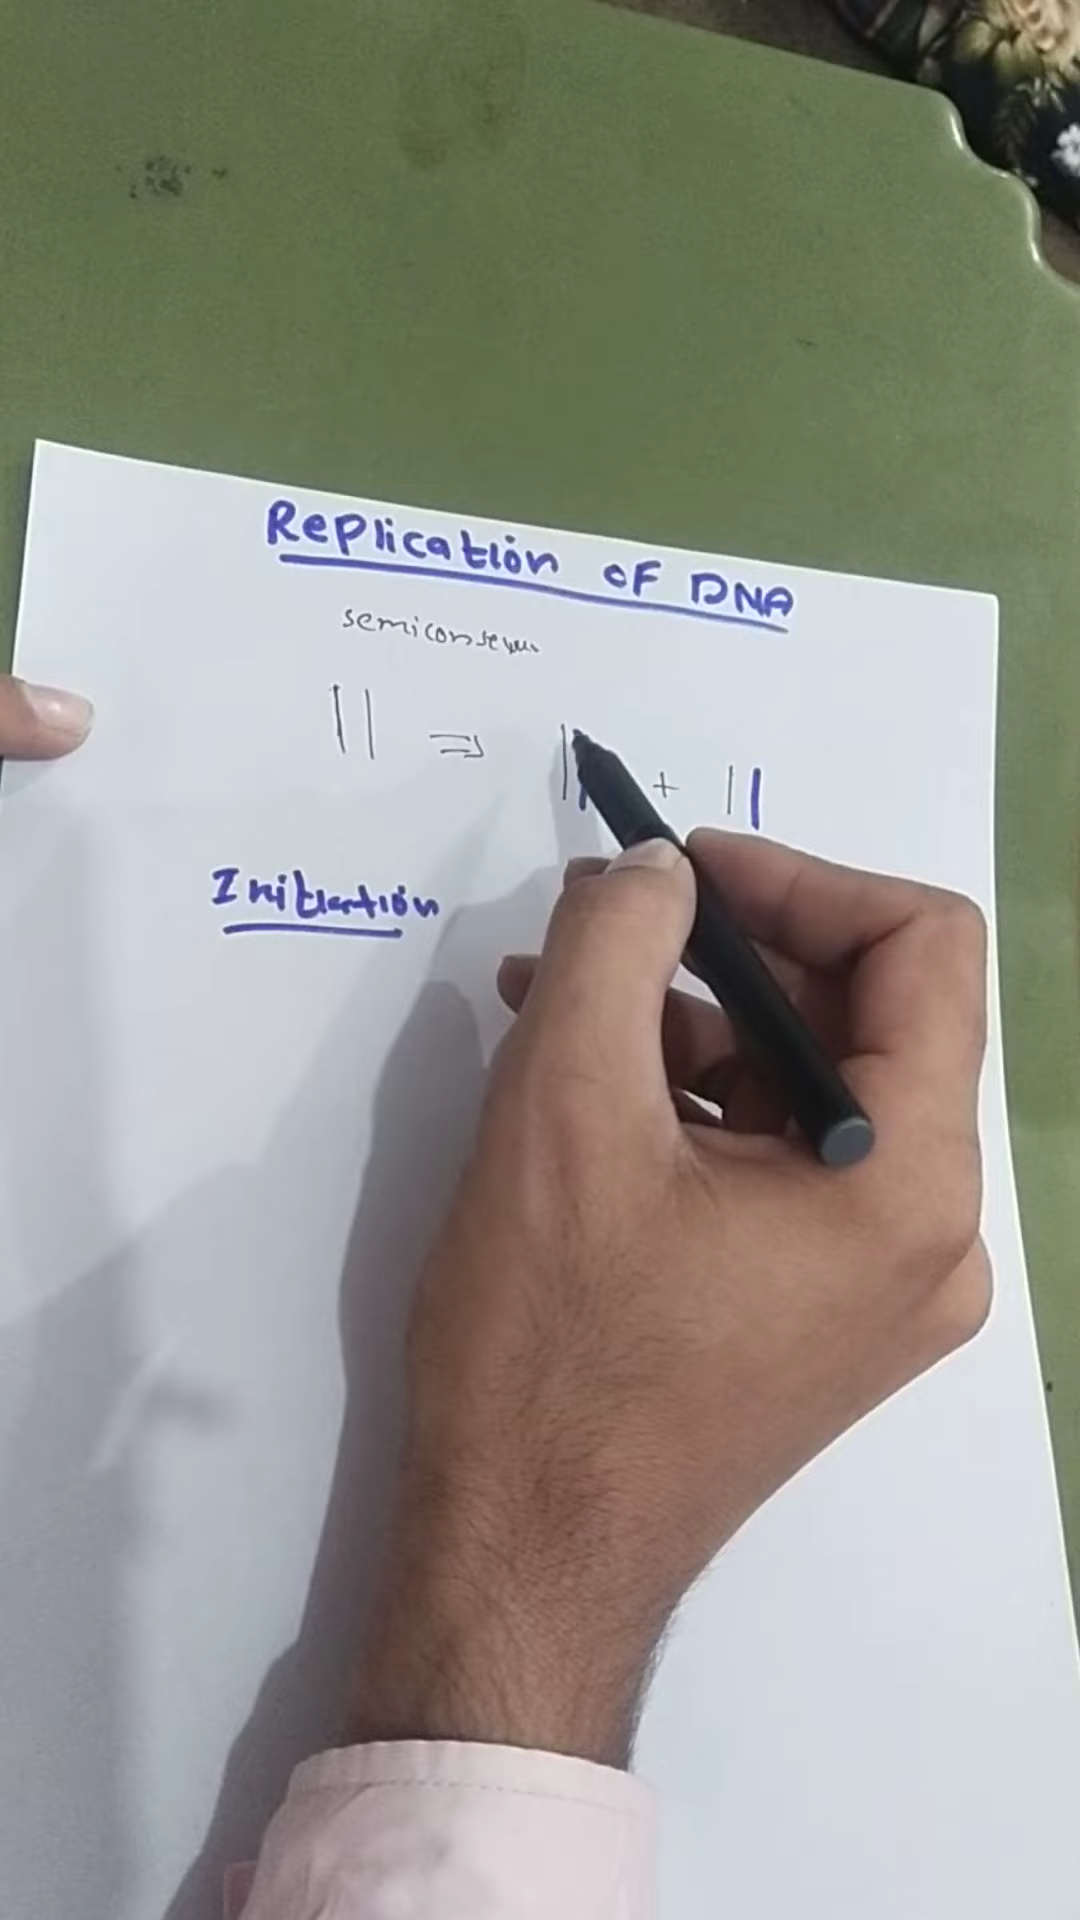 Replication of DNA
⇒ +
Initiation